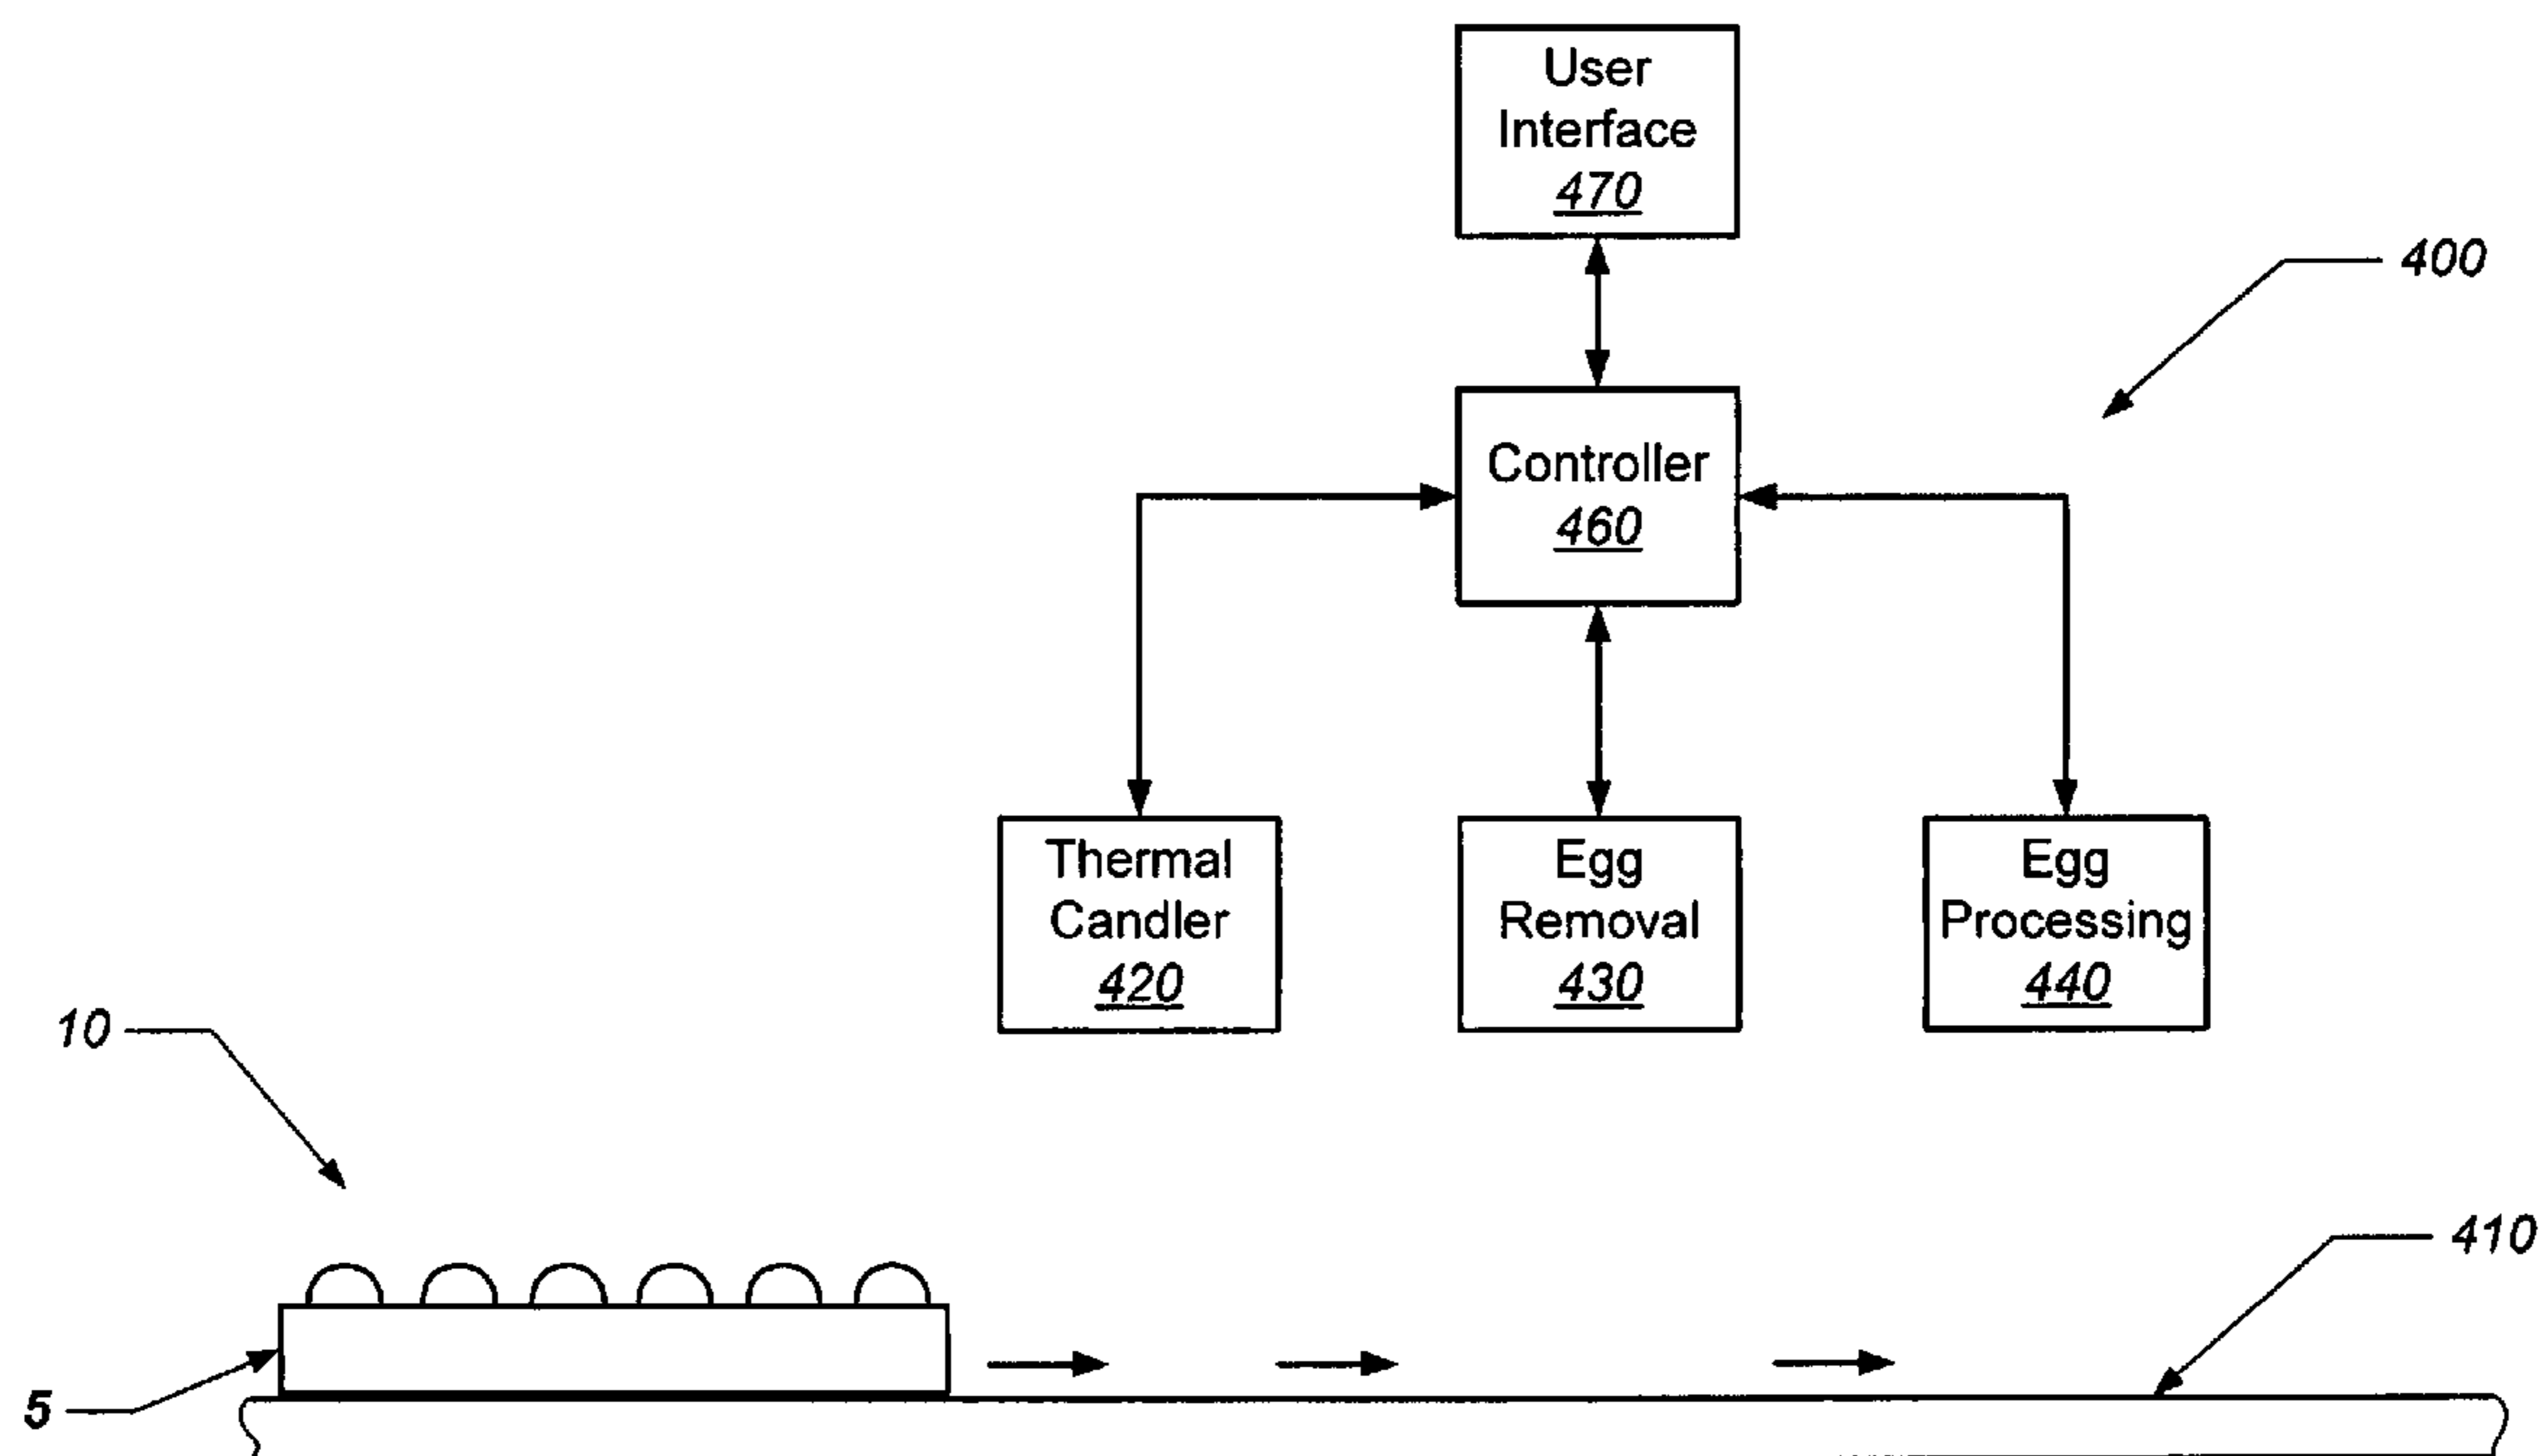 User
Interface
470
400
Controller
460
Thermal
Candler
420
Egg
Removal
430
Egg
Processing
440
10
410
5